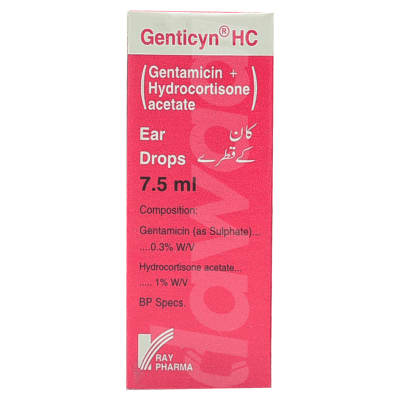 Genticyn® HC
(Gentamicin +
Hydrocortisone
acetate)
Ear
Drops
کان
کے قطرے
7.5 ml
Composition:
Gentamicin (as Sulphate)...
....0.3% W/V
Hydrocortisone acetate...
..... 1% W/V
BP Specs.
RAY
PHARMA
dawaa